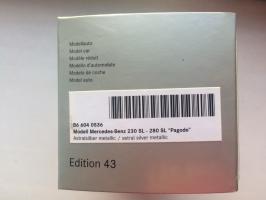 Modellauto
Model car
Modèle réduit
Modello d'automobile
Modelo de coche
Model auto
B6 604 0536
Modell Mercedes-Benz 230 SL - 280 SL "Pagode"
Astralsilber metallic / astral silver metallic
Edition 43